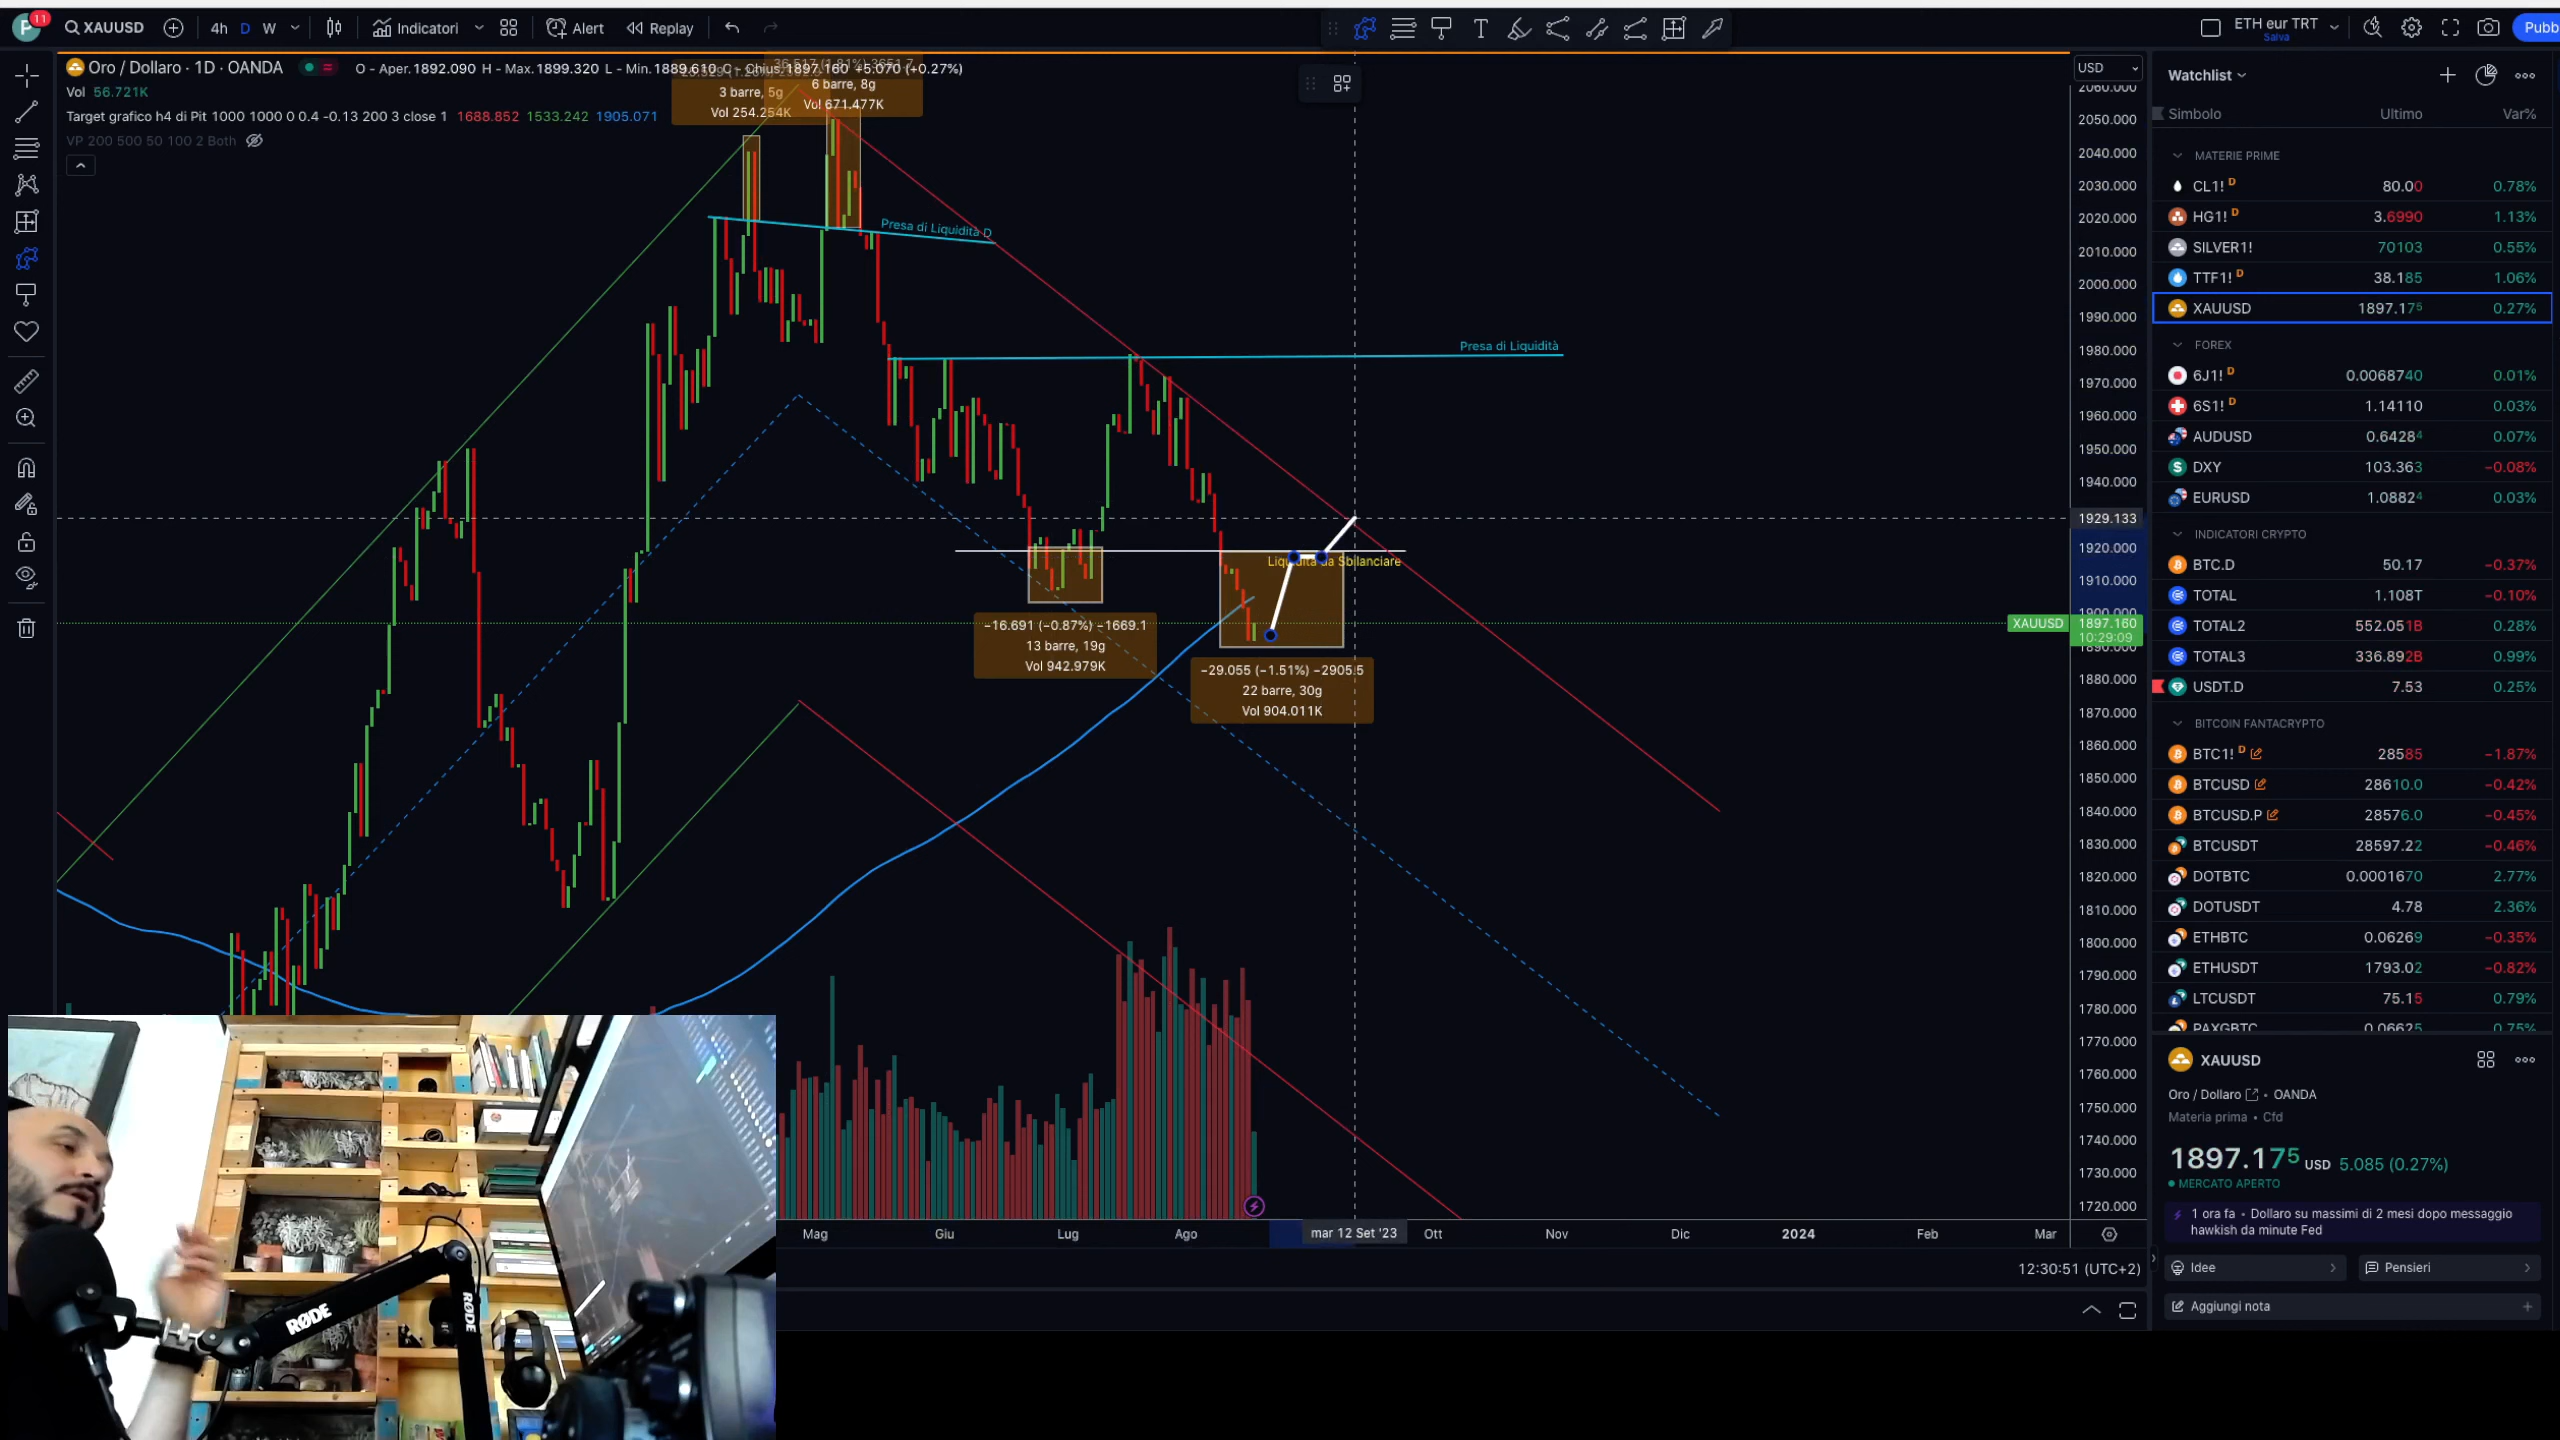 P 11 XAUUSD 4h D W Indicatori Alert Replay ETH eur TRT Salva Pubb
Oro / Dollaro · 1D · OANDA O - Aper.1892.090 H - Max.1899.320 L - Min.1889.610 C - Chius.1897.160 +5.070 (+0.27%)
Vol 56.721K
Target grafico h4 di Pit 1000 1000 0 0.4 -0.13 200 3 close 1 1688.852 1533.242 1905.071
VP 200 500 50 100 2 Both
3 barre, 5g
Vol 254.254K
6 barre, 8g
Vol 671.477K
Presa di Liquidità D
Presa di Liquidità
Liquidità da Sbilanciare
−16.691 (−0.87%) −1669.1
13 barre, 19g
Vol 942.979K
−29.055 (−1.51%) −2905.5
22 barre, 30g
Vol 904.011K
USD
2060.000
2050.000
2040.000
2030.000
2020.000
2010.000
2000.000
1990.000
1980.000
1970.000
1960.000
1950.000
1940.000
1929.133
1920.000
1910.000
1900.000
XAUUSD 1897.160
10:29:09
1890.000
1880.000
1870.000
1860.000
1850.000
1840.000
1830.000
1820.000
1810.000
1800.000
1790.000
1780.000
1770.000
1760.000
1750.000
1740.000
1730.000
1720.000
Mag Giu Lug Ago mar 12 Set '23 Ott Nov Dic 2024 Feb Mar
12:30:51 (UTC+2)
RØDE
RØDE
Watchlist
Simbolo Ultimo Var%
MATERIE PRIME
CL1! D 80.00 0.78%
HG1! D 3.6990 1.13%
SILVER1! 70103 0.55%
TTF1! D 38.185 1.06%
XAUUSD 1897.175 0.27%
FOREX
6J1! D 0.0068740 0.01%
6S1! D 1.14110 0.03%
AUDUSD 0.64284 0.07%
DXY 103.363 −0.08%
EURUSD 1.08824 0.03%
INDICATORI CRYPTO
BTC.D 50.17 −0.37%
TOTAL 1.108T −0.10%
TOTAL2 552.051B 0.28%
TOTAL3 336.892B 0.99%
USDT.D 7.53 0.25%
BITCOIN FANTACRYPTO
BTC1! D 28585 −1.87%
BTCUSD 28610.0 −0.42%
BTCUSD.P 28576.0 −0.45%
BTCUSDT 28597.22 −0.46%
DOTBTC 0.0001670 2.77%
DOTUSDT 4.78 2.36%
ETHBTC 0.06269 −0.35%
ETHUSDT 1793.02 −0.82%
LTCUSDT 75.15 0.79%
PAXGBTC 0.06625 0.75%
XAUUSD
Oro / Dollaro • OANDA
Materia prima • Cfd
1897.175 USD 5.085 (0.27%)
MERCATO APERTO
1 ora fa • Dollaro su massimi di 2 mesi dopo messaggio
hawkish da minute Fed
Idee Pensieri
Aggiungi nota